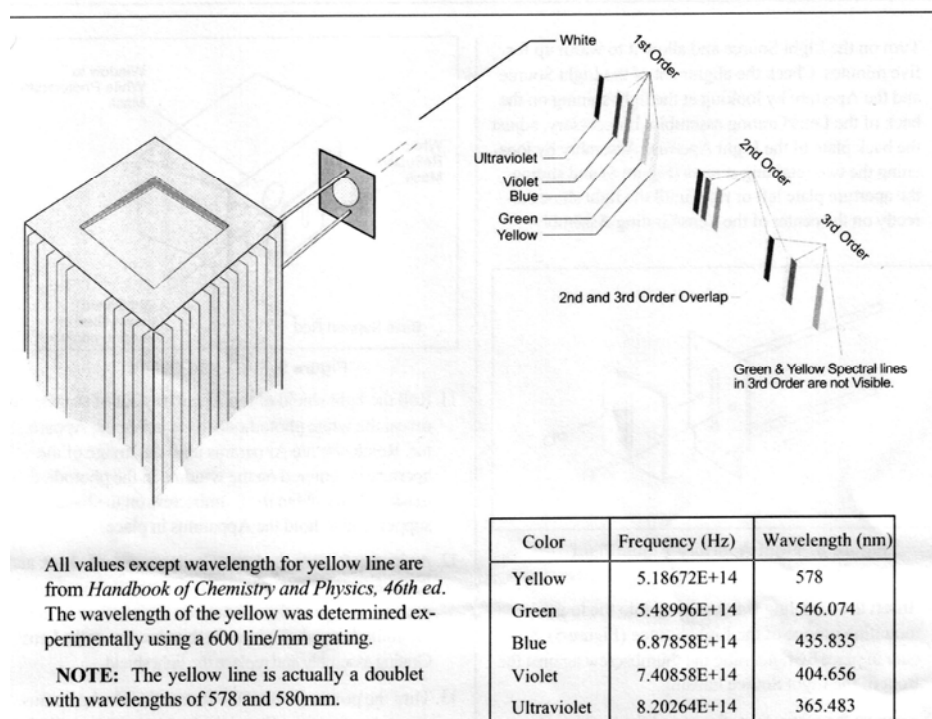 White
1st Order
Ultraviolet
Violet
Blue
Green
Yellow
2nd Order
3rd Order
2nd and 3rd Order Overlap
Green & Yellow Spectral lines
in 3rd Order are not Visible.
All values except wavelength for yellow line are
from Handbook of Chemistry and Physics, 46th ed.
The wavelength of the yellow was determined ex-
perimentally using a 600 line/mm grating.
NOTE: The yellow line is actually a doublet
with wavelengths of 578 and 580mm.
Color Frequency (Hz) Wavelength (nm)
Yellow 5.18672E+14 578
Green 5.48996E+14 546.074
Blue 6.87858E+14 435.835
Violet 7.40858E+14 404.656
Ultraviolet 8.20264E+14 365.483